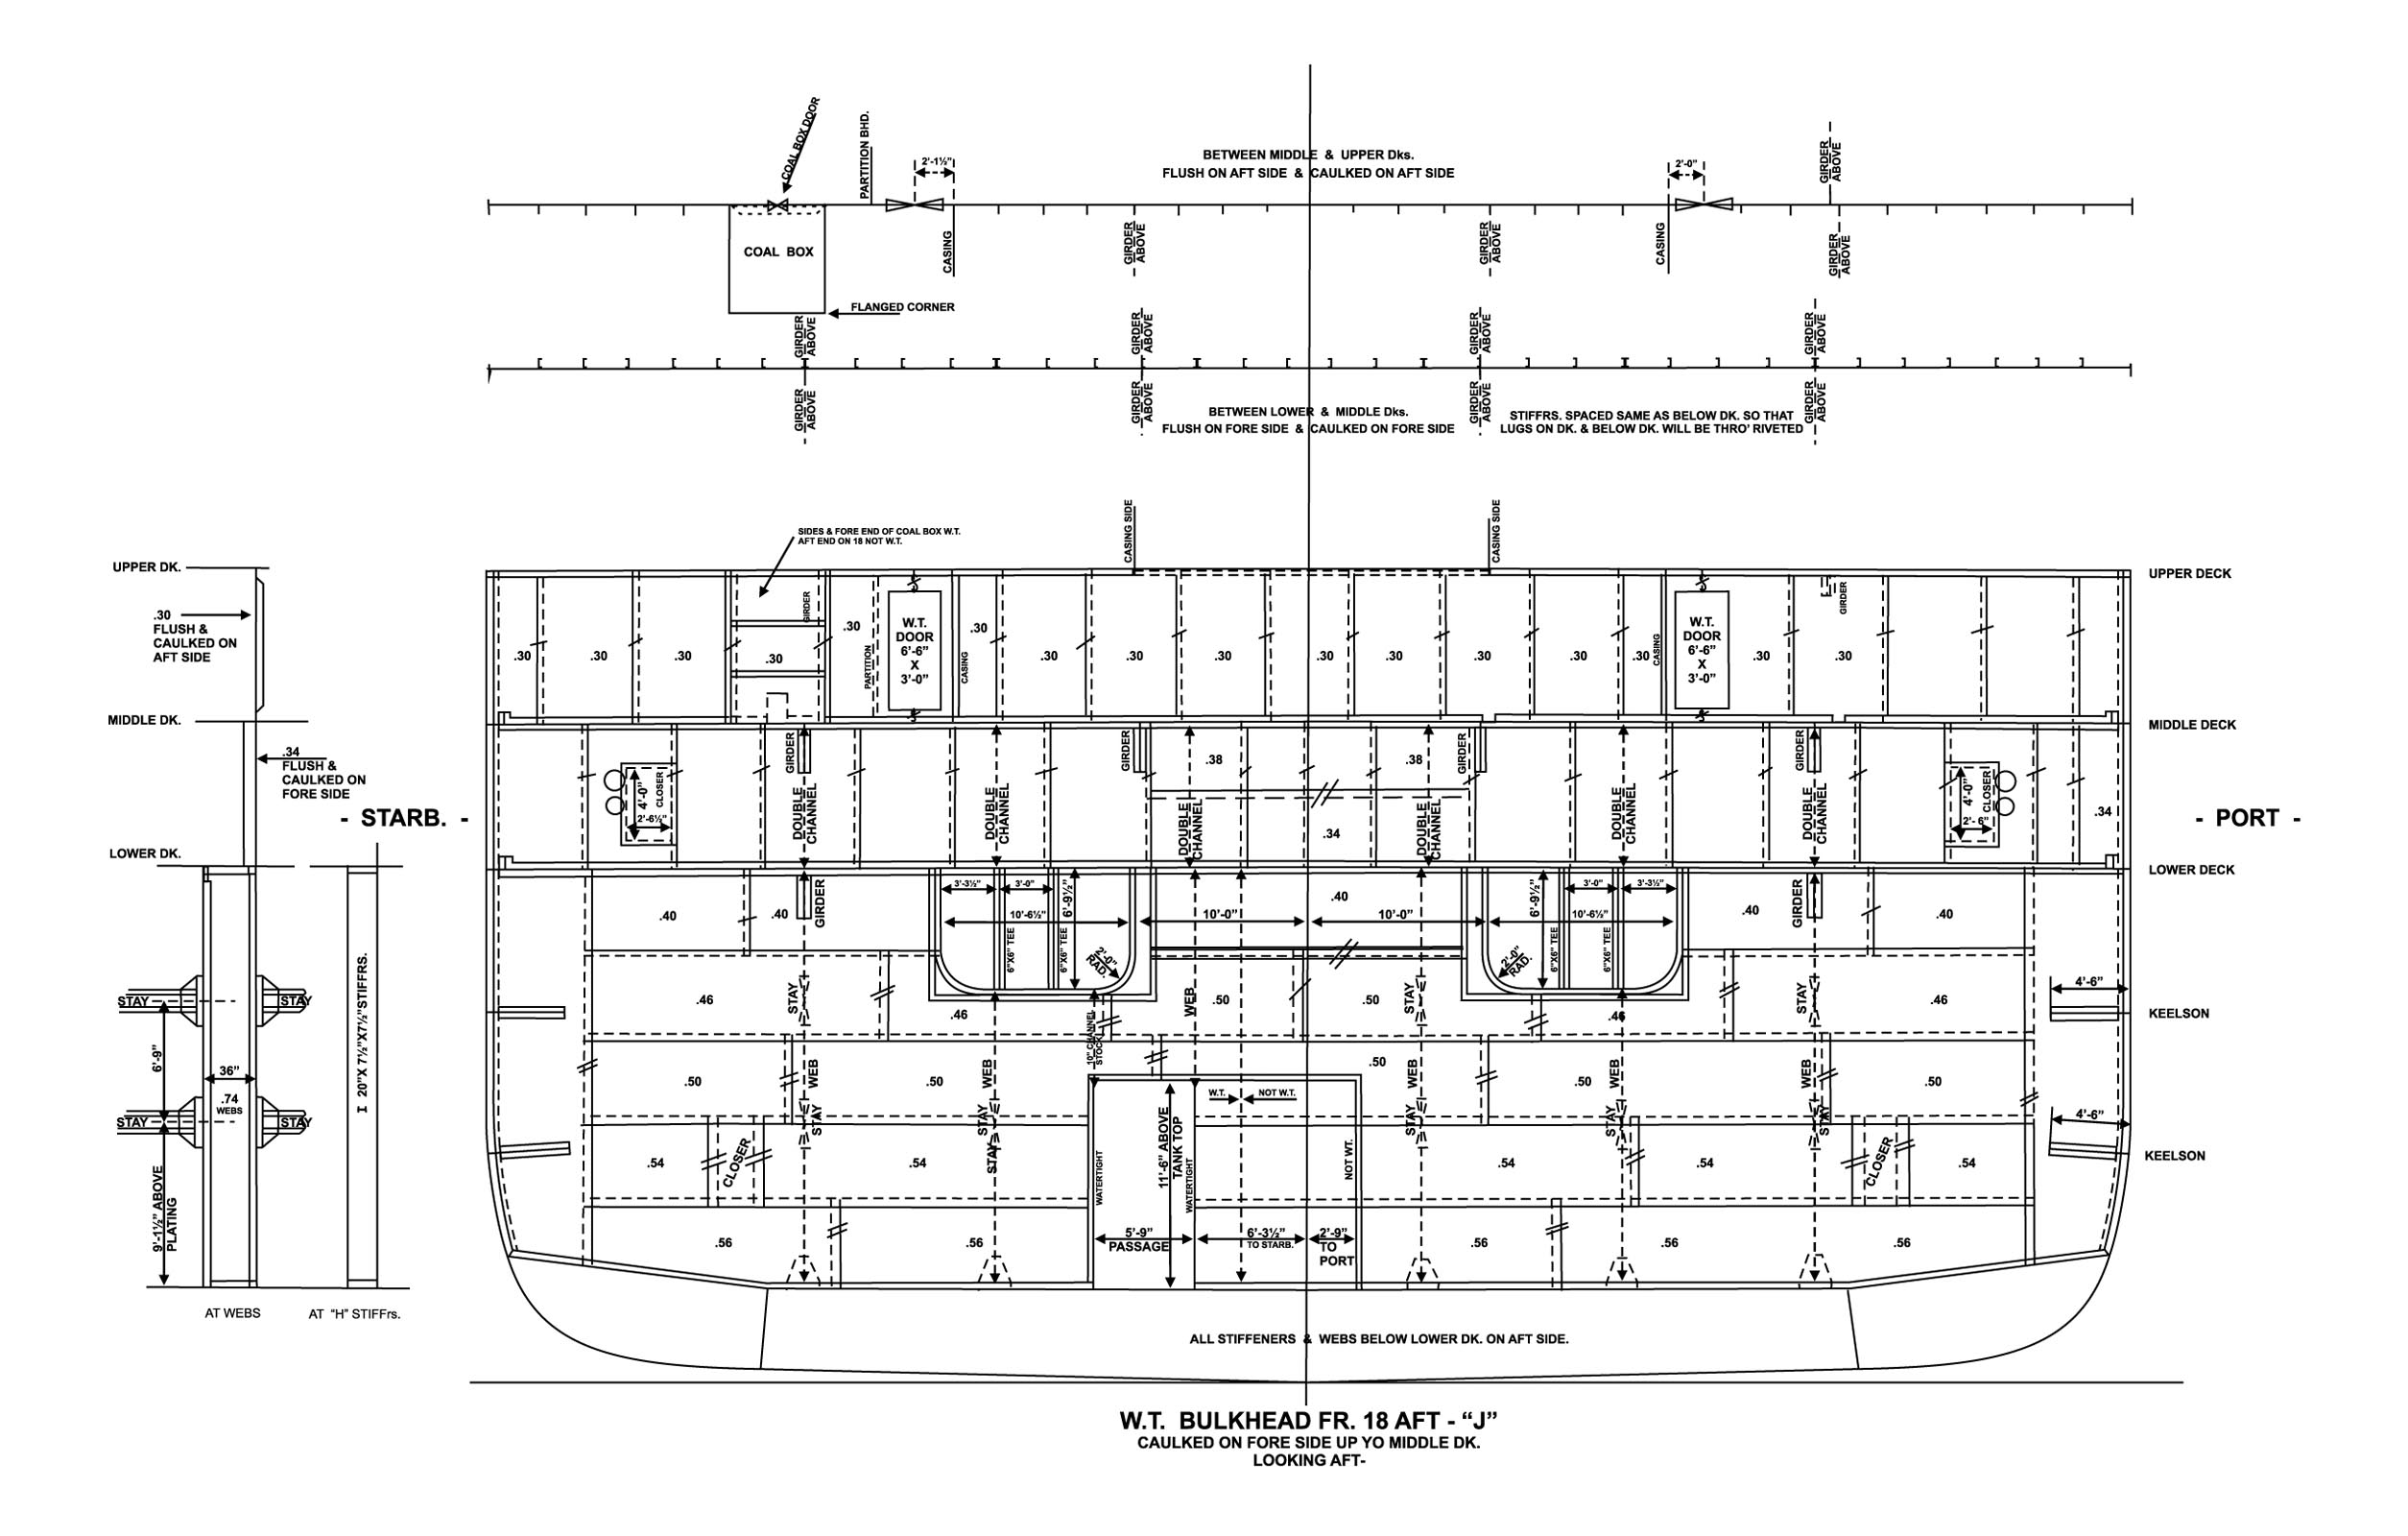 COAL BOX DOOR
PARTITION BHD.
2’-1½”
BETWEEN MIDDLE & UPPER Dks.
FLUSH ON AFT SIDE & CAULKED ON AFT SIDE
2’-0”
GIRDER
ABOVE
COAL BOX
CASING
GIRDER
ABOVE
GIRDER
ABOVE
CASING
GIRDER
ABOVE
FLANGED CORNER
GIRDER
ABOVE
GIRDER
ABOVE
GIRDER
ABOVE
GIRDER
ABOVE
GIRDER
ABOVE
GIRDER
ABOVE
GIRDER
ABOVE
GIRDER
ABOVE
BETWEEN LOWER & MIDDLE Dks.
FLUSH ON FORE SIDE & CAULKED ON FORE SIDE
STIFFRS. SPACED SAME AS BELOW DK. SO THAT
LUGS ON DK. & BELOW DK. WILL BE THRO’ RIVETED
CASING SIDE
CASING SIDE
SIDES & FORE END OF COAL BOX W.T.
AFT END ON 18 NOT W.T.
UPPER DK.
.30
FLUSH &
CAULKED ON
AFT SIDE
MIDDLE DK.
.34
FLUSH &
CAULKED ON
FORE SIDE
- STARB. -
LOWER DK.
STAY
STAY
6’-9”
36”
.74
WEBS
STAY
STAY
9’-1½” ABOVE
PLATING
I 20”X 7½”X7½”STIFFRS.
AT WEBS
AT “H” STIFFrs.
UPPER DECK
.30
.30
.30
.30
GIRDER
.30
PARTITION
W.T.
DOOR
6’-6”
X
3’-0”
.30
CASING
.30
.30
.30
.30
.30
.30
.30
.30
CASING
W.T.
DOOR
6’-6”
X
3’-0”
.30
.30
GIRDER
MIDDLE DECK
4’-0”
CLOSER
2’-6½”
GIRDER
DOUBLE
CHANNEL
DOUBLE
CHANNEL
GIRDER
DOUBLE
CHANNEL
.38
.38
.34
DOUBLE
CHANNEL
GIRDER
DOUBLE
CHANNEL
GIRDER
DOUBLE
CHANNEL
4’-0”
CLOSER
2’- 6”
.34
- PORT -
LOWER DECK
.40
.40
GIRDER
3’-3½”
3’-0”
6’-9½”
10’-6½”
6”X6” TEE
6”X6” TEE
2’-0”
RAD.
10’-0”
.40
10’-0”
6’-9½”
3’-0”
3’-3½”
10’-6½”
2’-0”
RAD.
6”X6” TEE
6”X6” TEE
.40
GIRDER
.40
.46
STAY
.46
WEB
.50
.50
STAY
.46
STAY
.46
4’-6”
KEELSON
10” CHANNEL
STOCK
.50
WEB
.50
WEB
.50
W.T.
NOT WT.
WEB
.50
WEB
WEB
.50
STAY
STAY
STAY
STAY
STAY
4’-6”
KEELSON
.54
CLOSER
.54
WATERTIGHT
11’-6” ABOVE
TANK TOP
WATERTIGHT
NOT WT.
.54
.54
CLOSER
.54
.56
.56
5’-9”
PASSAGE
6’-3½”
TO STARB.
2’-9”
TO
PORT
.56
.56
.56
ALL STIFFENERS & WEBS BELOW LOWER DK. ON AFT SIDE.
W.T. BULKHEAD FR. 18 AFT - “J”
CAULKED ON FORE SIDE UP YO MIDDLE DK.
LOOKING AFT-